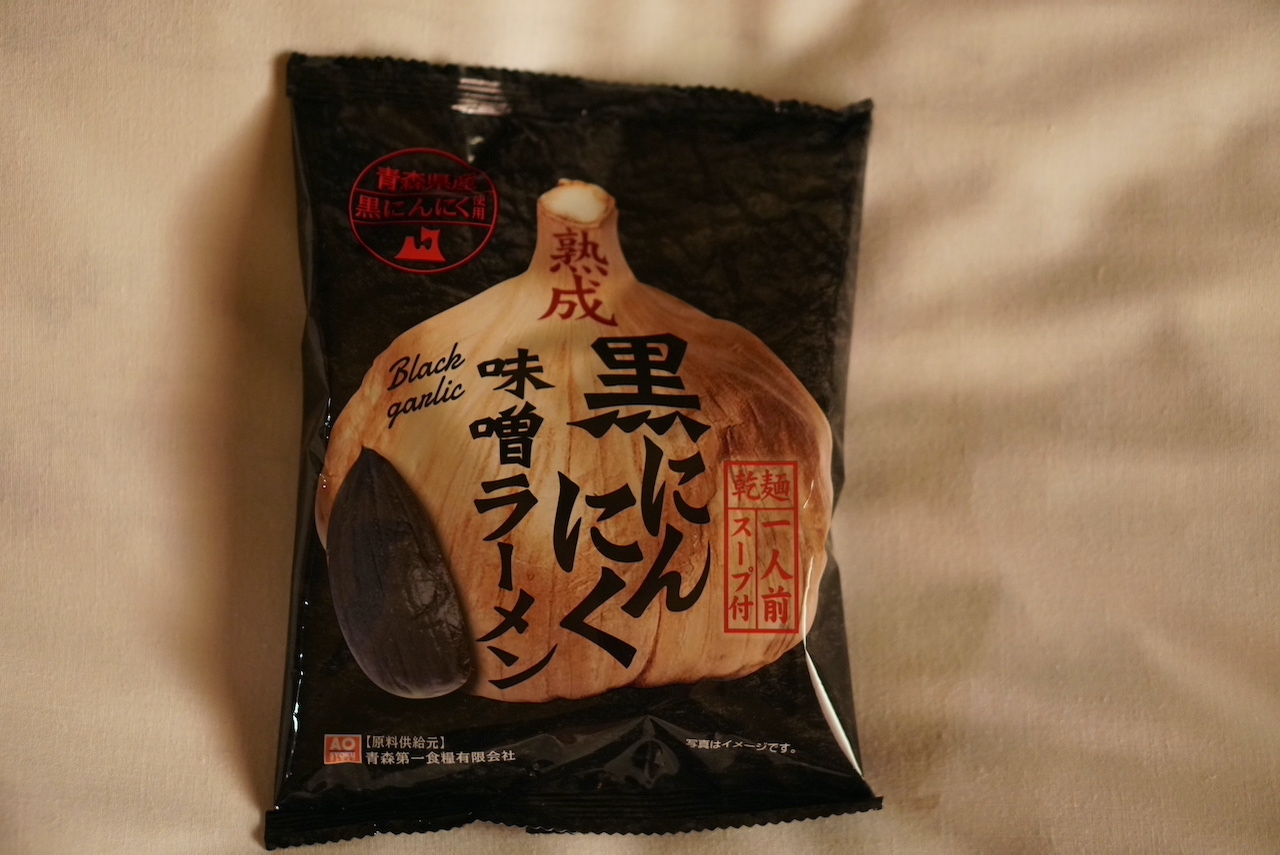 青森県産
黒にんにく使用
熟成
黒にんにく
味噌ラーメン
Black
garlic
乾麺
一人前
スープ付
AO
【原料供給元】
青森第一食糧有限会社
写真はイメージです。